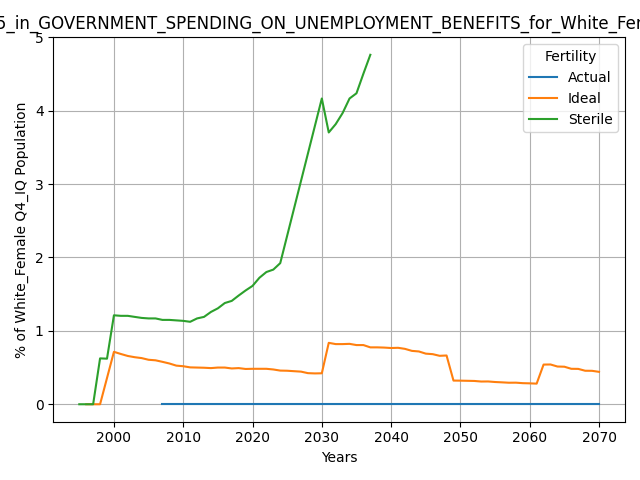 5_in_GOVERNMENT_SPENDING_ON_UNEMPLOYMENT_BENEFITS_for_White_Fem
Fertility
Actual
Ideal
Sterile
% of White_Female Q4_IQ Population
5
4
3
2
1
0
2000 2010 2020 2030 2040 2050 2060 2070
Years